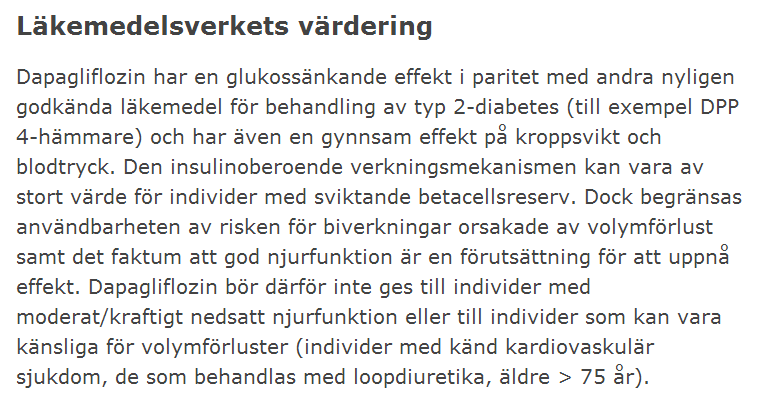 Läkemedelsverkets värdering
Dapagliflozin har en glukossänkande effekt i paritet med andra nyligen
godkända läkemedel för behandling av typ 2-diabetes (till exempel DPP
4-hämmare) och har även en gynnsam effekt på kroppsvikt och
blodtryck. Den insulinoberoende verkningsmekanismen kan vara av
stort värde för individer med sviktande betacellsreserv. Dock begränsas
användbarheten av risken för biverkningar orsakade av volymförlust
samt det faktum att god njurfunktion är en förutsättning för att uppnå
effekt. Dapagliflozin bör därför inte ges till individer med
moderat/kraftigt nedsatt njurfunktion eller till individer som kan vara
känsliga för volymförluster (individer med känd kardiovaskulär
sjukdom, de som behandlas med loopdiuretika, äldre > 75 år).